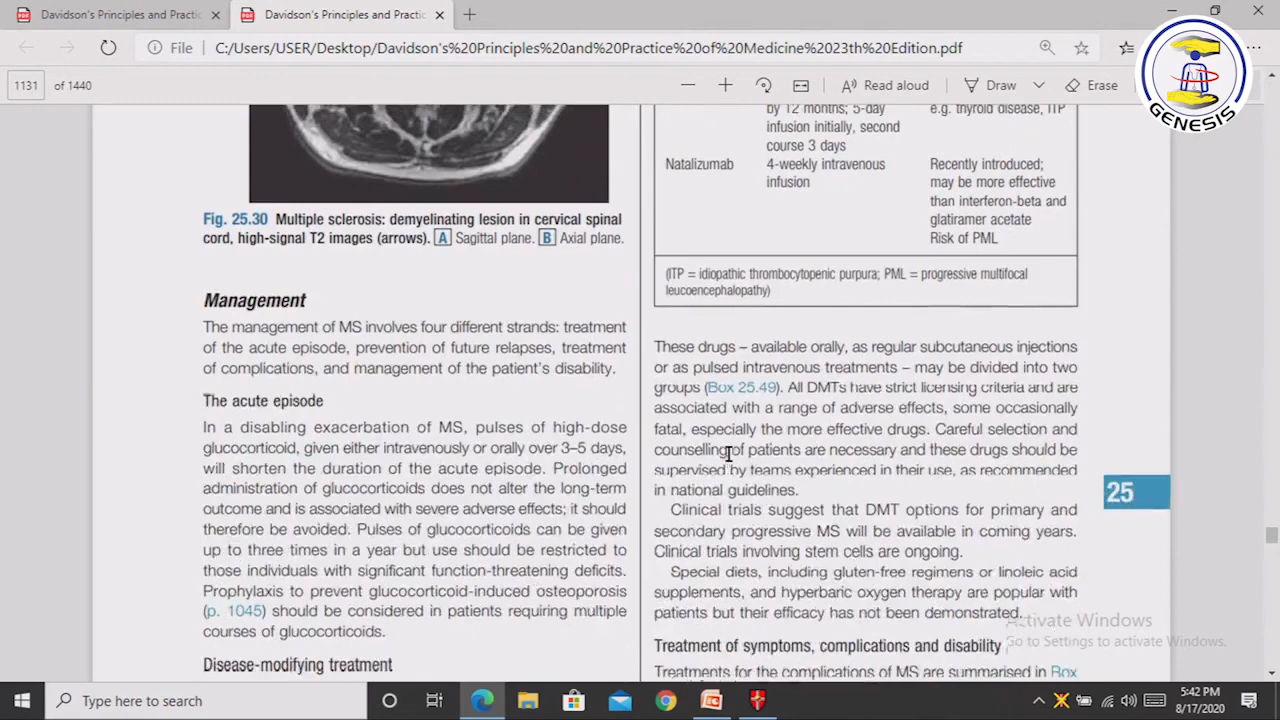 Davidson's Principles and Practic
Davidson's Principles and Practic
File
C:/Users/USER/Desktop/Davidson's%20Principles%20and%20Practice%20of%20Medicine%2023th%20Edition.pdf
1131 of 1440
Read aloud
Draw
Erase
GENESIS
Fig. 25.30 Multiple sclerosis: demyelinating lesion in cervical spinal
cord, high-signal T2 images (arrows). A Sagittal plane. B Axial plane.
Management
The management of MS involves four different strands: treatment
of the acute episode, prevention of future relapses, treatment
of complications, and management of the patient's disability.
The acute episode
In a disabling exacerbation of MS, pulses of high-dose
glucocorticoid, given either intravenously or orally over 3–5 days,
will shorten the duration of the acute episode. Prolonged
administration of glucocorticoids does not alter the long-term
outcome and is associated with severe adverse effects; it should
therefore be avoided. Pulses of glucocorticoids can be given
up to three times in a year but use should be restricted to
those individuals with significant function-threatening deficits.
Prophylaxis to prevent glucocorticoid-induced osteoporosis
(p. 1045) should be considered in patients requiring multiple
courses of glucocorticoids.
Disease-modifying treatment
by 12 months; 5-day
infusion initially, second
course 3 days
e.g. thyroid disease, ITP
Natalizumab
4-weekly intravenous
infusion
Recently introduced;
may be more effective
than interferon-beta and
glatiramer acetate
Risk of PML
(ITP = idiopathic thrombocytopenic purpura; PML = progressive multifocal
leucoencephalopathy)
These drugs – available orally, as regular subcutaneous injections
or as pulsed intravenous treatments – may be divided into two
groups (Box 25.49). All DMTs have strict licensing criteria and are
associated with a range of adverse effects, some occasionally
fatal, especially the more effective drugs. Careful selection and
counselling of patients are necessary and these drugs should be
supervised by teams experienced in their use, as recommended
in national guidelines.
Clinical trials suggest that DMT options for primary and
secondary progressive MS will be available in coming years.
Clinical trials involving stem cells are ongoing.
Special diets, including gluten-free regimens or linoleic acid
supplements, and hyperbaric oxygen therapy are popular with
patients but their efficacy has not been demonstrated.
Treatment of symptoms, complications and disability
Treatments for the complications of MS are summarised in Box
25
Activate Windows
Go to Settings to activate Windows.
Type here to search
5:42 PM
8/17/2020